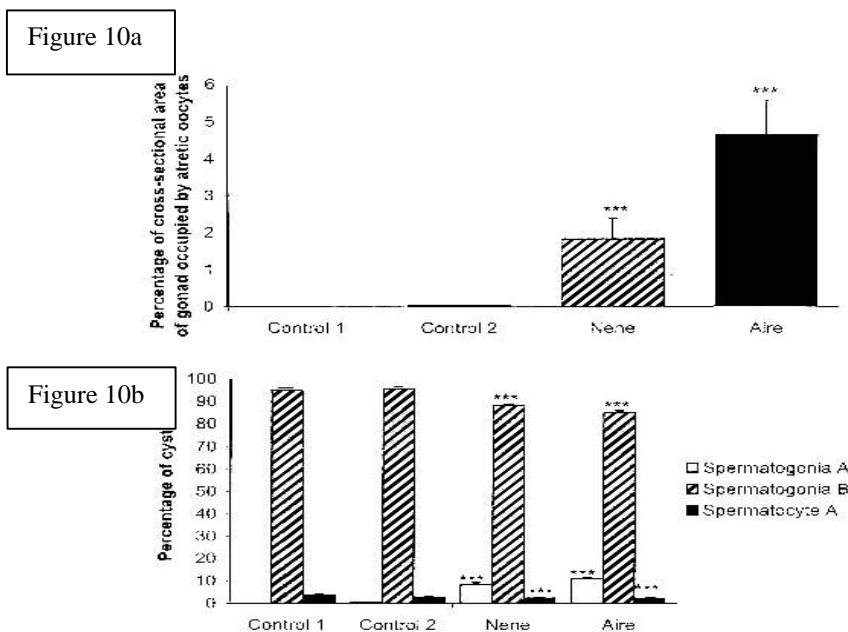 Figure 10a
Percentage of cross-sectional area
of gonad occupied by atretic oocytes
6
5
4
3
2
1
0
***
***
Control 1
Control 2
Nene
Aire
Figure 10b
Percentage of cyst
100
90
80
70
60
50
40
30
20
10
0
***
***
***
***
***
***
Spermatogonia A
Spermatogonia B
Spermatocyte A
Control 1
Control 2
Nene
Aire